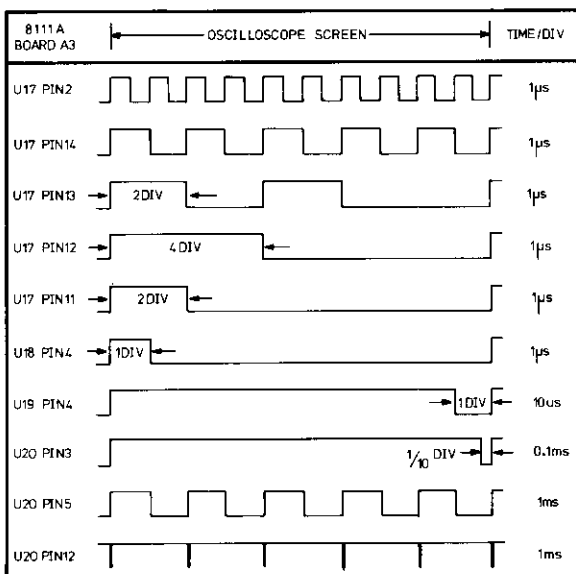 8111A
BOARD A3
OSCILLOSCOPE SCREEN
TIME/DIV
U17 PIN2
1µs
U17 PIN14
1µs
U17 PIN13
2DIV
1µs
U17 PIN12
4DIV
1µs
U17 PIN11
2DIV
1µs
U18 PIN4
1DIV
1µs
U19 PIN4
1DIV
10us
U20 PIN3
1/10 DIV
0.1ms
U20 PIN5
1ms
U20 PIN12
1ms